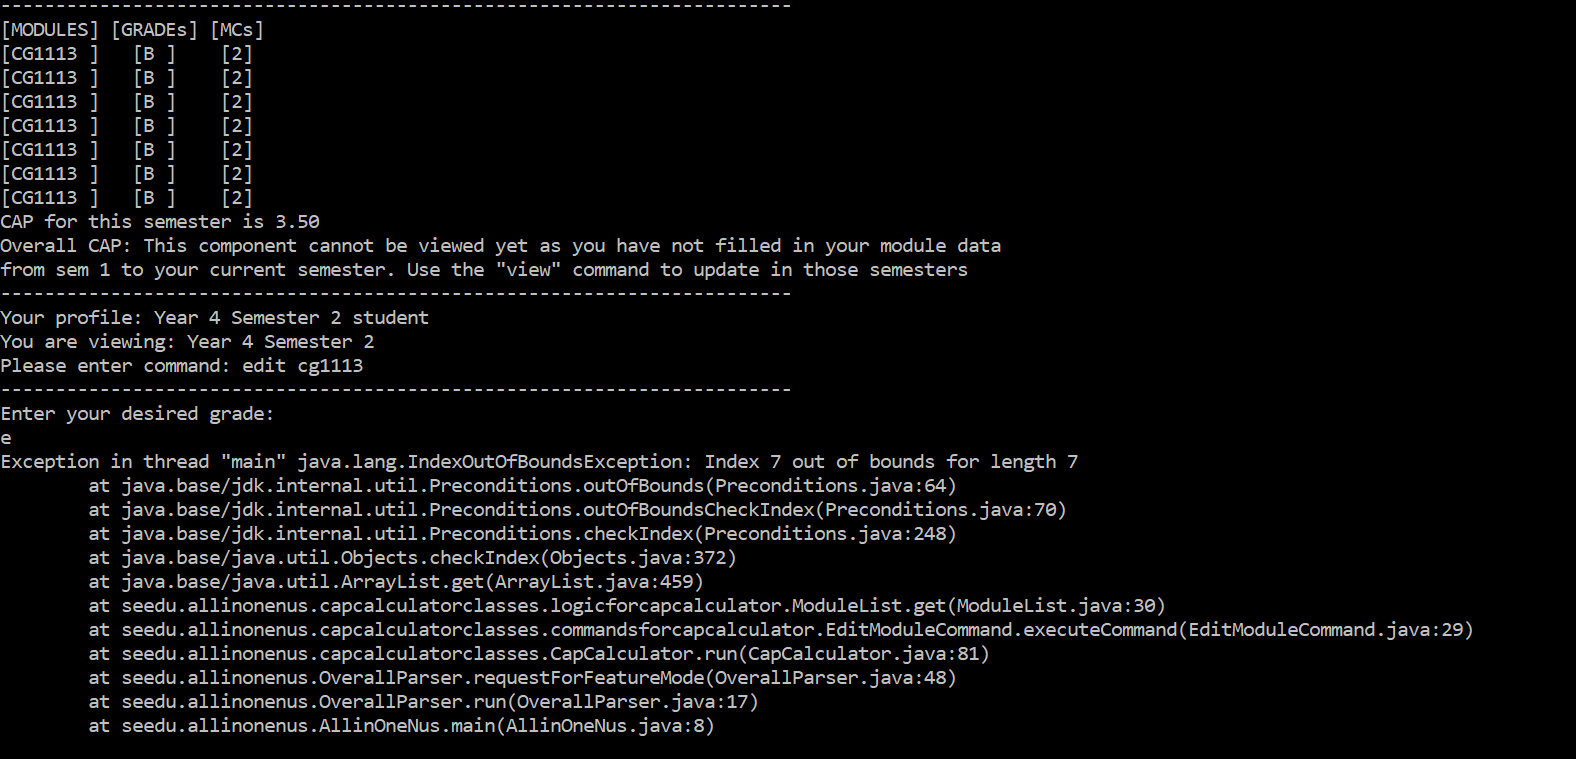 ------------------------------------------------------------------------
[MODULES] [GRADEs] [MCs]
[CG1113 ]   [B ]    [2]
[CG1113 ]   [B ]    [2]
[CG1113 ]   [B ]    [2]
[CG1113 ]   [B ]    [2]
[CG1113 ]   [B ]    [2]
[CG1113 ]   [B ]    [2]
[CG1113 ]   [B ]    [2]
CAP for this semester is 3.50
Overall CAP: This component cannot be viewed yet as you have not filled in your module data
from sem 1 to your current semester. Use the "view" command to update in those semesters
------------------------------------------------------------------------
Your profile: Year 4 Semester 2 student
You are viewing: Year 4 Semester 2
Please enter command: edit cg1113
------------------------------------------------------------------------
Enter your desired grade:
e
Exception in thread "main" java.lang.IndexOutOfBoundsException: Index 7 out of bounds for length 7
        at java.base/jdk.internal.util.Preconditions.outOfBounds(Preconditions.java:64)
        at java.base/jdk.internal.util.Preconditions.outOfBoundsCheckIndex(Preconditions.java:70)
        at java.base/jdk.internal.util.Preconditions.checkIndex(Preconditions.java:248)
        at java.base/java.util.Objects.checkIndex(Objects.java:372)
        at java.base/java.util.ArrayList.get(ArrayList.java:459)
        at seedu.allinonenus.capcalculatorclasses.logicforcapcalculator.ModuleList.get(ModuleList.java:30)
        at seedu.allinonenus.capcalculatorclasses.commandsforcapcalculator.EditModuleCommand.executeCommand(EditModuleCommand.java:29)
        at seedu.allinonenus.capcalculatorclasses.CapCalculator.run(CapCalculator.java:81)
        at seedu.allinonenus.OverallParser.requestForFeatureMode(OverallParser.java:48)
        at seedu.allinonenus.OverallParser.run(OverallParser.java:17)
        at seedu.allinonenus.AllinOneNus.main(AllinOneNus.java:8)